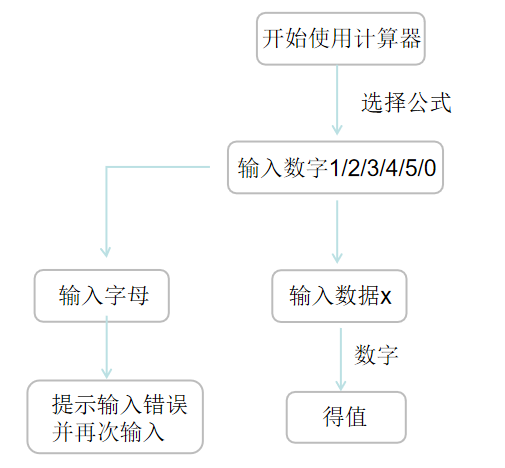 开始使用计算器
选择公式
输入数字1/2/3/4/5/0
输入字母
输入数据x
数字
提示输入错误
并再次输入
得值